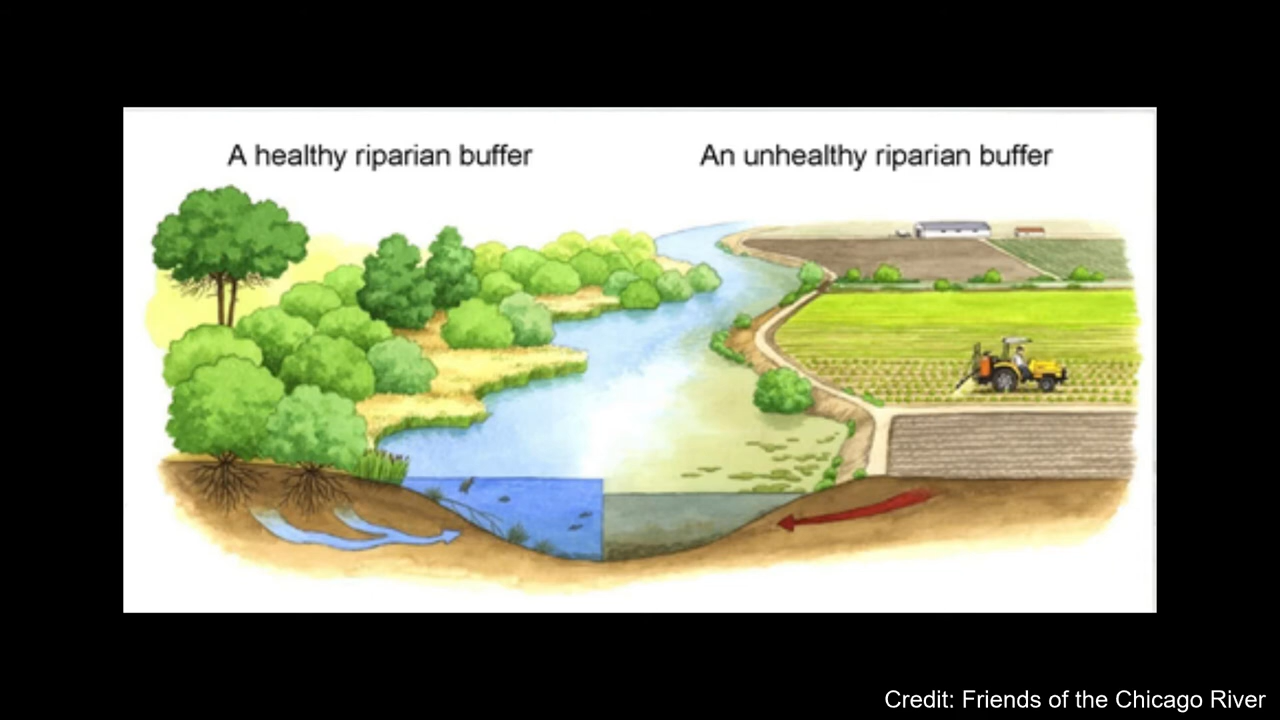 A healthy riparian buffer
An unhealthy riparian buffer
Credit: Friends of the Chicago River